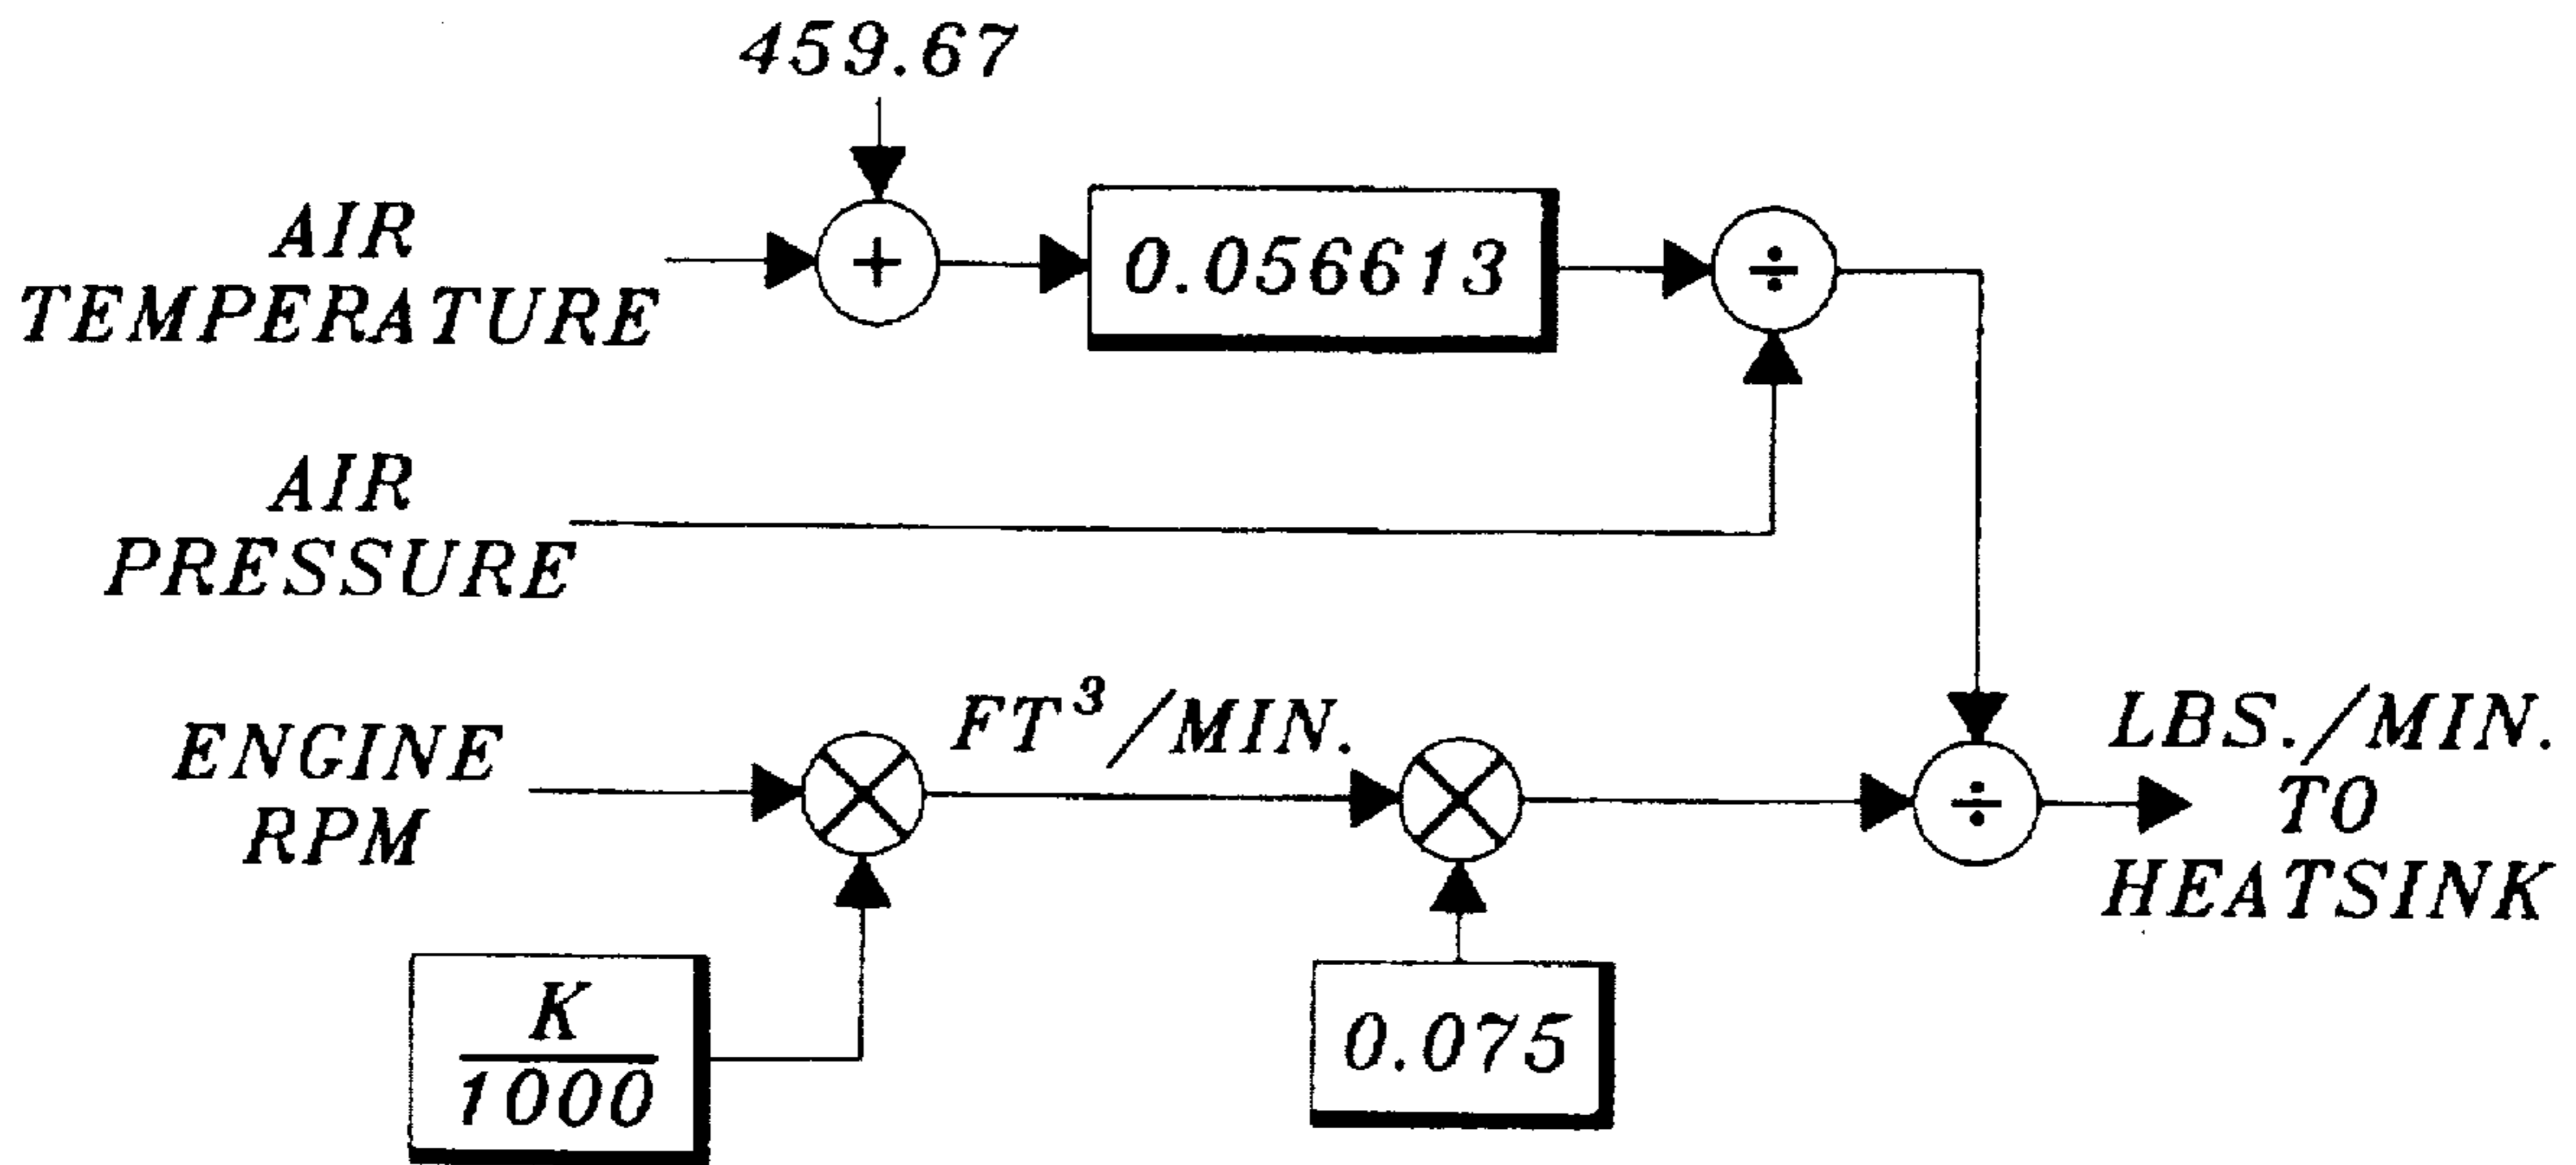 459.67
AIR
TEMPERATURE
+
0.056613
÷
AIR
PRESSURE
ENGINE
RPM
FT³/MIN.
÷
LBS./MIN.
TO
HEATSINK
K
1000
0.075